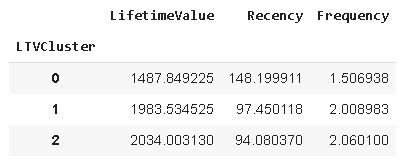 LifetimeValue Recency Frequency
LTVCluster
0 1487.849225 148.199911 1.506938
1 1983.534525 97.450118 2.008983
2 2034.003130 94.080370 2.060100